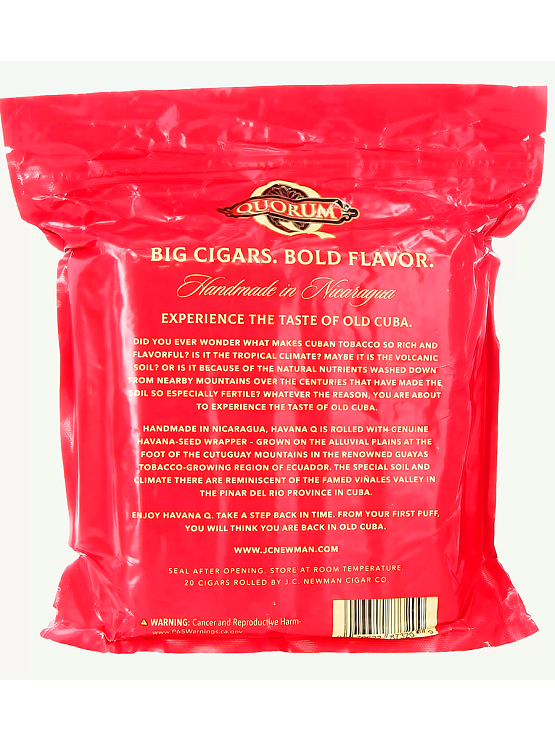 QUORUM
BIG CIGARS. BOLD FLAVOR.
Handmade in Nicaragua
EXPERIENCE THE TASTE OF OLD CUBA.
DID YOU EVER WONDER WHAT MAKES CUBAN TOBACCO SO RICH AND
FLAVORFUL? IS IT THE TROPICAL CLIMATE? MAYBE IT IS THE VOLCANIC
SOIL? OR IS IT BECAUSE OF THE NATURAL NUTRIENTS WASHED DOWN
FROM NEARBY MOUNTAINS OVER THE CENTURIES THAT HAVE MADE THE
SOIL SO ESPECIALLY FERTILE? WHATEVER THE REASON, YOU ARE ABOUT
TO EXPERIENCE THE TASTE OF OLD CUBA.
HANDMADE IN NICARAGUA, HAVANA Q IS ROLLED WITH GENUINE
HAVANA-SEED WRAPPER – GROWN ON THE ALLUVIAL PLAINS AT THE
FOOT OF THE CUTUGUAY MOUNTAINS IN THE RENOWNED GUAYAS
TOBACCO-GROWING REGION OF ECUADOR. THE SPECIAL SOIL AND
CLIMATE THERE ARE REMINISCENT OF THE FAMED VIÑALES VALLEY IN
THE PINAR DEL RIO PROVINCE IN CUBA.
ENJOY HAVANA Q. TAKE A STEP BACK IN TIME. FROM YOUR FIRST PUFF,
YOU WILL THINK YOU ARE BACK IN OLD CUBA.
WWW.JCNEWMAN.COM
SEAL AFTER OPENING. STORE AT ROOM TEMPERATURE.
20 CIGARS ROLLED BY J.C. NEWMAN CIGAR CO.
WARNING: Cancer and Reproductive Harm-
www.P65Warnings.ca.gov